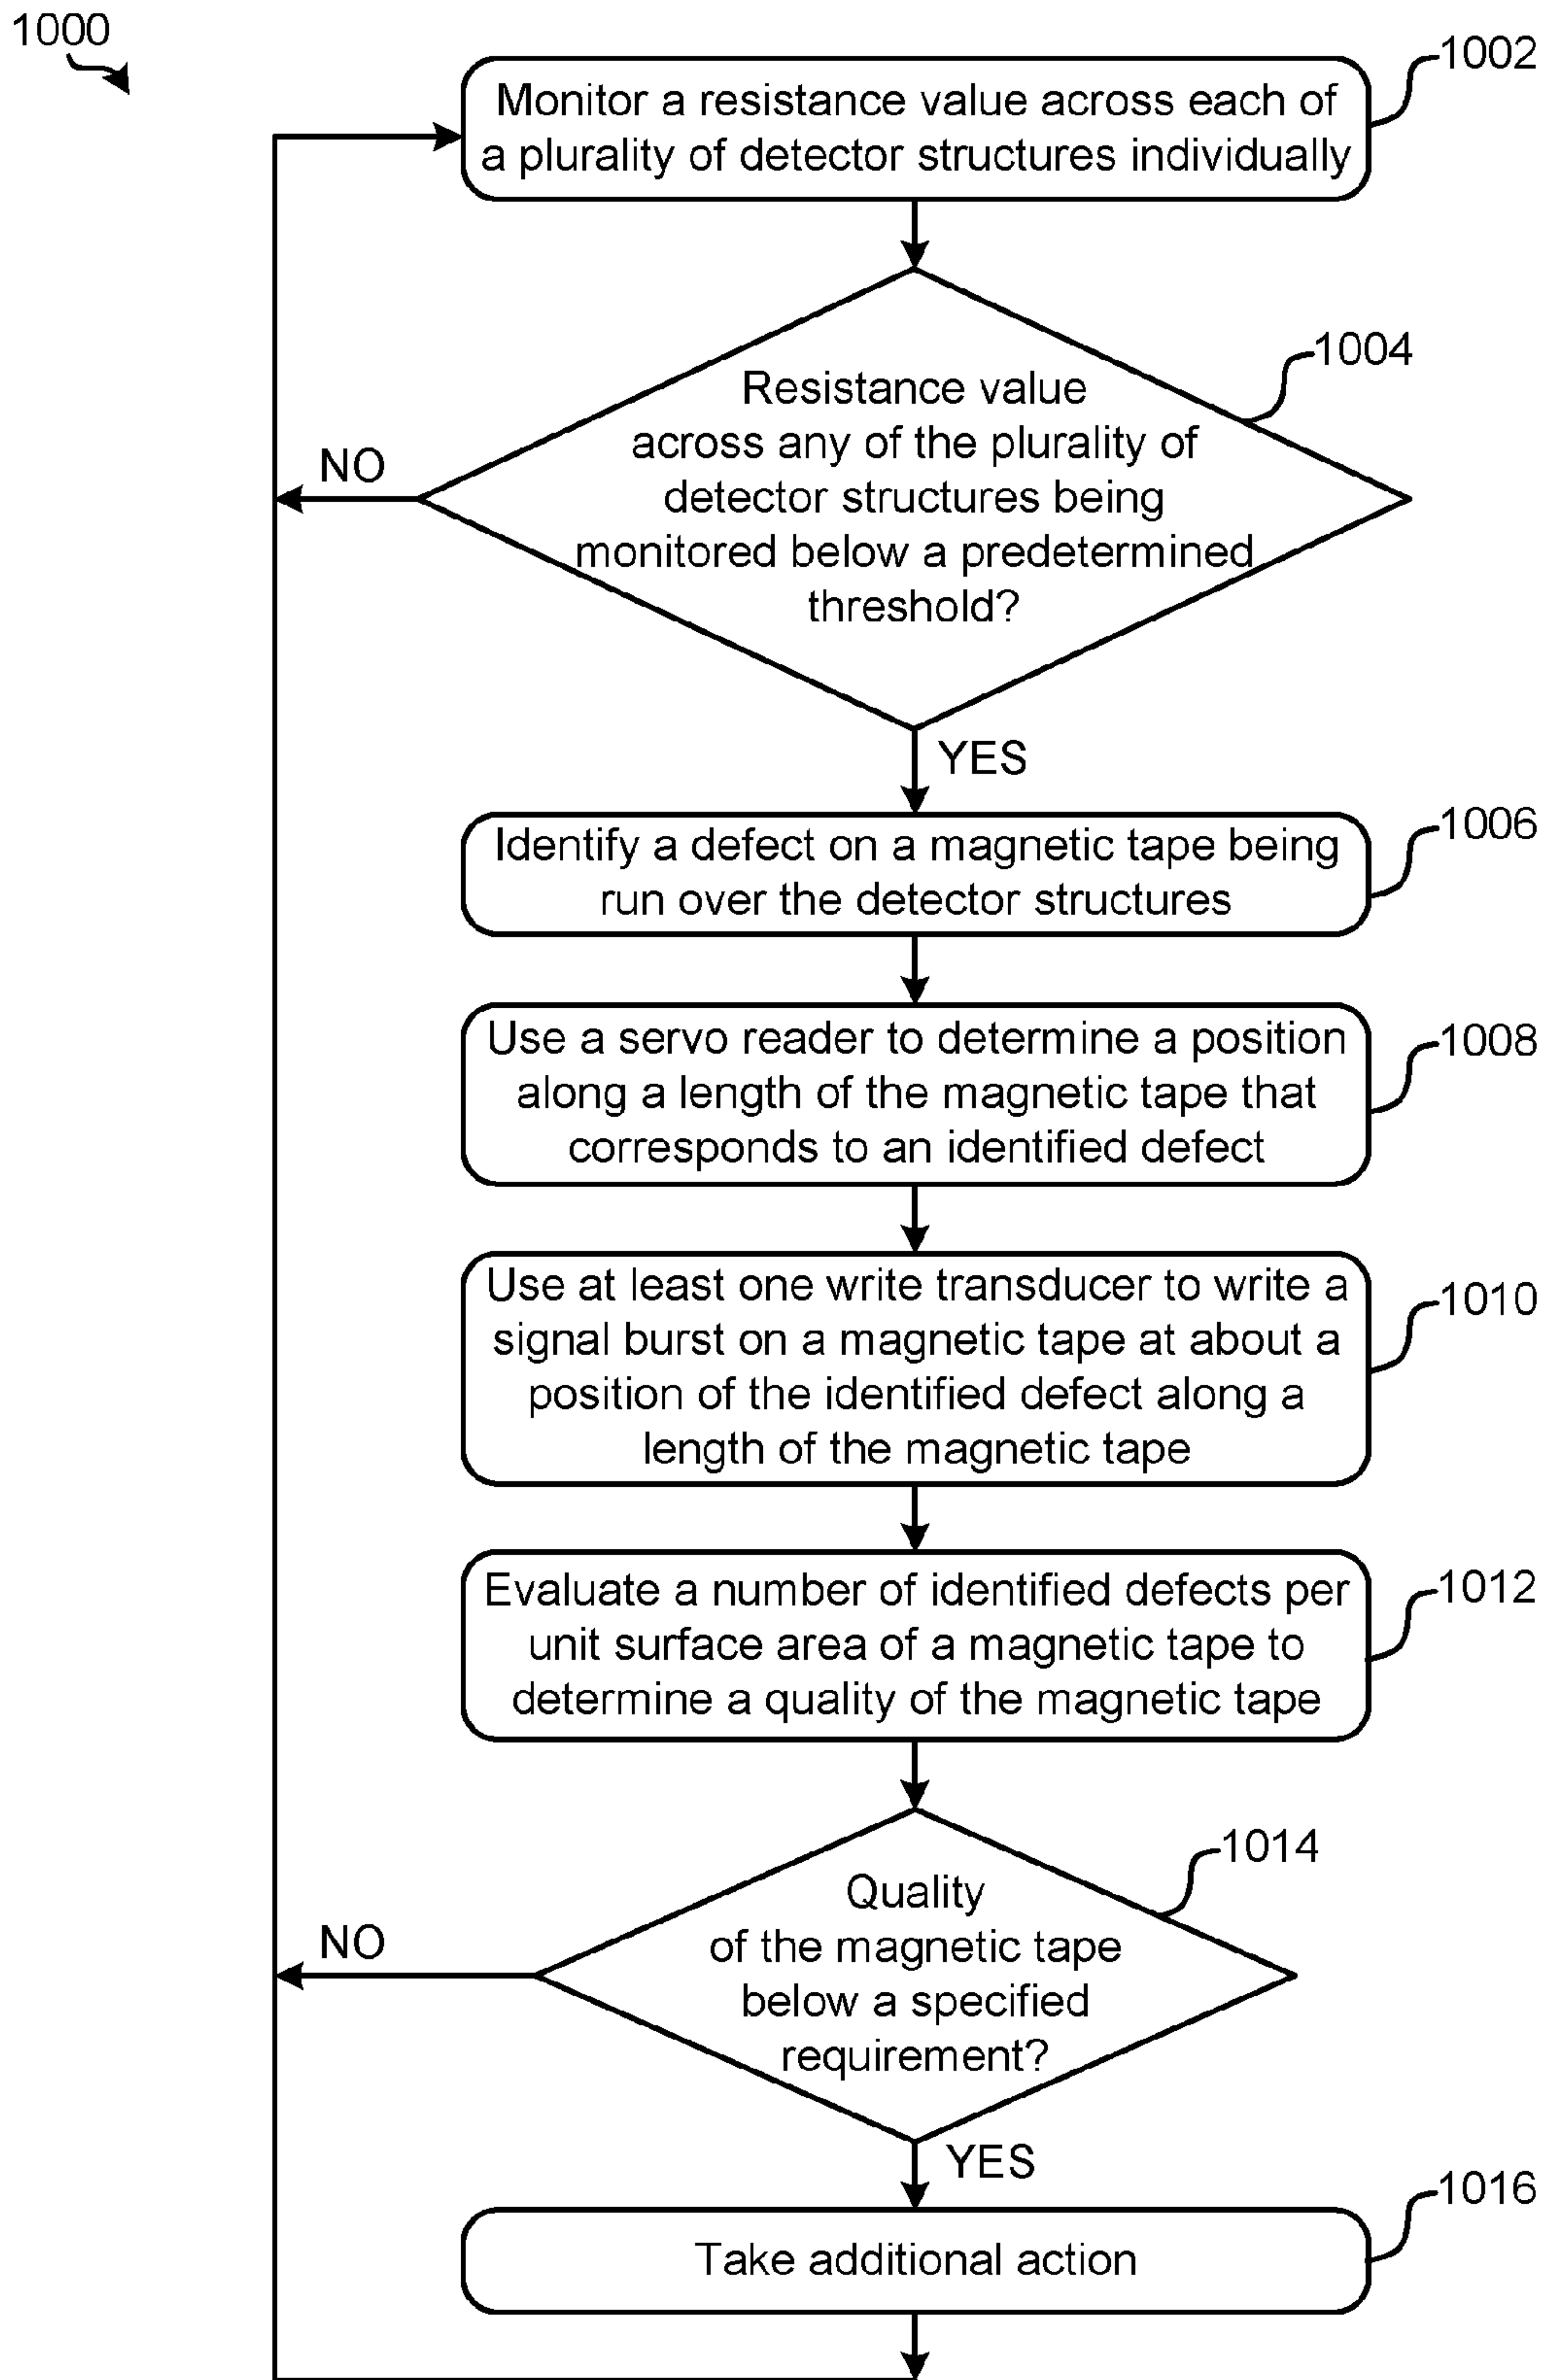 1000
1002
Monitor a resistance value across each of
a plurality of detector structures individually
1004
Resistance value
across any of the plurality of
detector structures being
monitored below a predetermined
threshold?
NO
YES
1006
Identify a defect on a magnetic tape being
run over the detector structures
1008
Use a servo reader to determine a position
along a length of the magnetic tape that
corresponds to an identified defect
1010
Use at least one write transducer to write a
signal burst on a magnetic tape at about a
position of the identified defect along a
length of the magnetic tape
1012
Evaluate a number of identified defects per
unit surface area of a magnetic tape to
determine a quality of the magnetic tape
1014
Quality
of the magnetic tape
below a specified
requirement?
NO
YES
1016
Take additional action